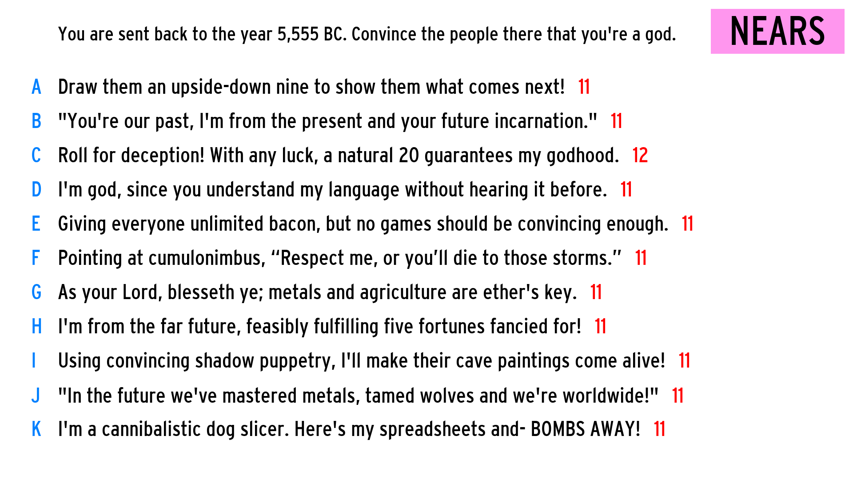 You are sent back to the year 5,555 BC. Convince the people there that you're a god.
NEARS
A Draw them an upside-down nine to show them what comes next! 11
B "You're our past, I'm from the present and your future incarnation." 11
C Roll for deception! With any luck, a natural 20 guarantees my godhood. 12
D I'm god, since you understand my language without hearing it before. 11
E Giving everyone unlimited bacon, but no games should be convincing enough. 11
F Pointing at cumulonimbus, “Respect me, or you’ll die to those storms.” 11
G As your Lord, blesseth ye; metals and agriculture are ether's key. 11
H I'm from the far future, feasibly fulfilling five fortunes fancied for! 11
I Using convincing shadow puppetry, I'll make their cave paintings come alive! 11
J "In the future we've mastered metals, tamed wolves and we're worldwide!" 11
K I'm a cannibalistic dog slicer. Here's my spreadsheets and- BOMBS AWAY! 11